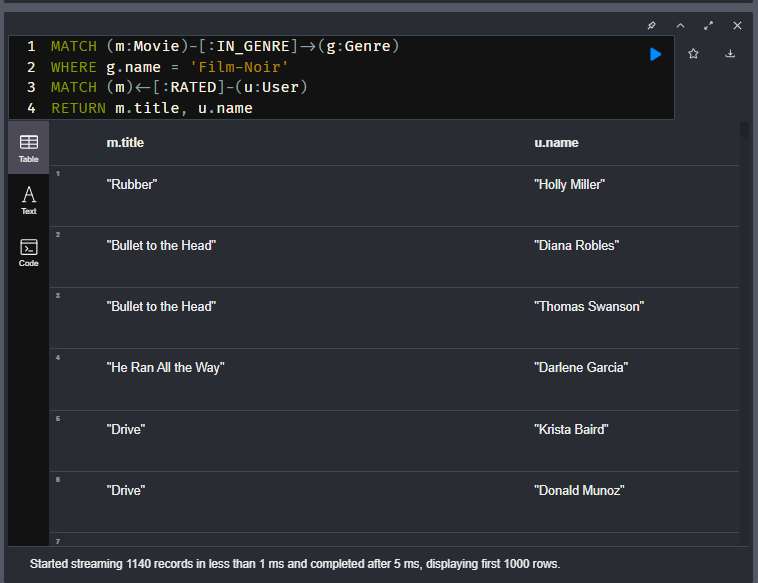 1 MATCH (m:Movie)-[:IN_GENRE]->(g:Genre)
2 WHERE g.name = 'Film-Noir'
3 MATCH (m)<-[:RATED]-(u:User)
4 RETURN m.title, u.name
Table
Text
Code
m.title u.name
1 "Rubber" "Holly Miller"
2 "Bullet to the Head" "Diana Robles"
3 "Bullet to the Head" "Thomas Swanson"
4 "He Ran All the Way" "Darlene Garcia"
5 "Drive" "Krista Baird"
6 "Drive" "Donald Munoz"
7
Started streaming 1140 records in less than 1 ms and completed after 5 ms, displaying first 1000 rows.